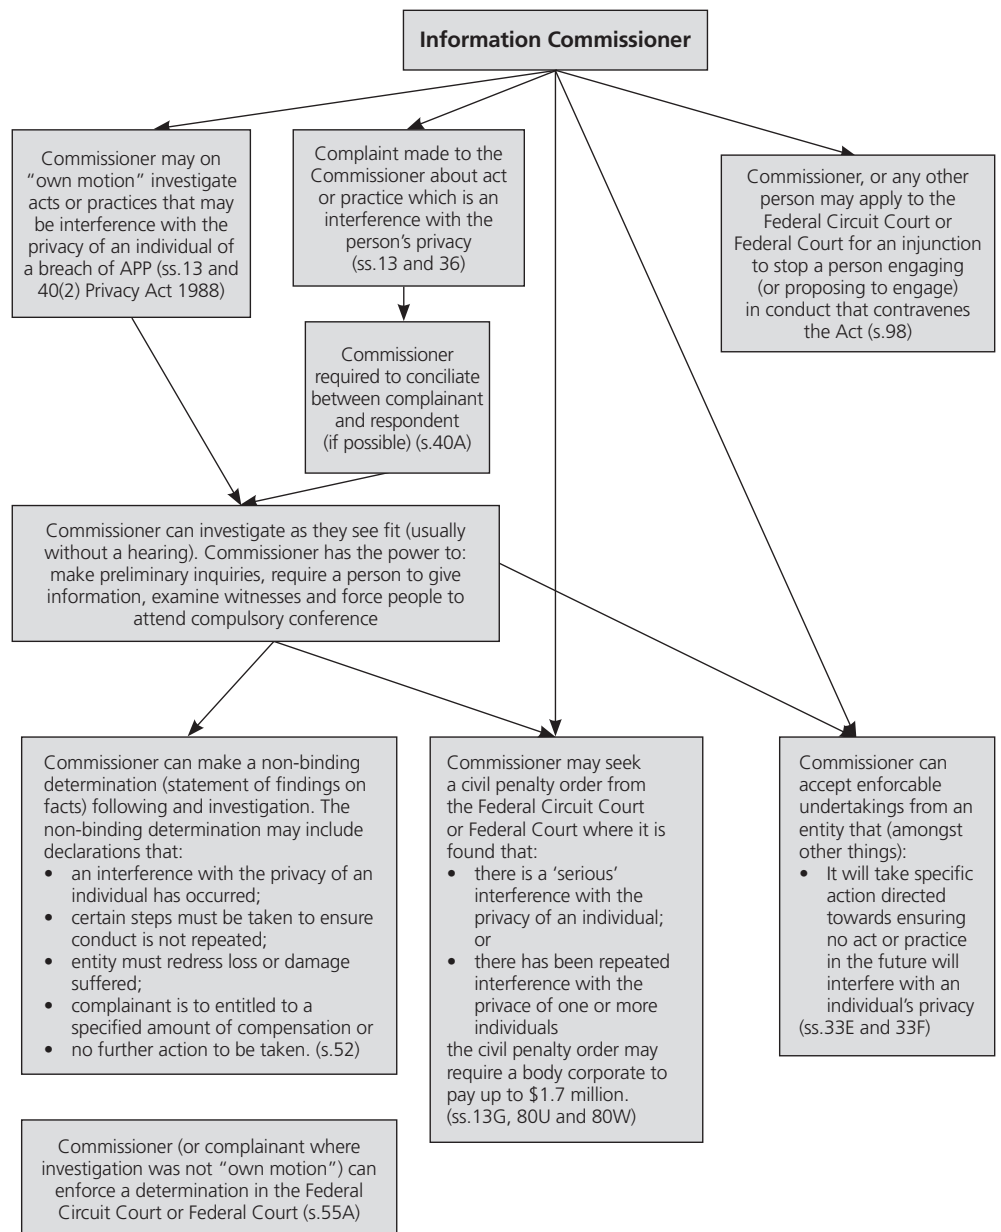 Information Commissioner
Commissioner may on
“own motion” investigate
acts or practices that may
be interference with the
privacy of an individual of
a breach of APP (ss.13 and
40(2) Privacy Act 1988)
Complaint made to the
Commissioner about act
or practice which is an
interference with the
person’s privacy
(ss.13 and 36)
Commissioner, or any other
person may apply to the
Federal Circuit Court or
Federal Court for an injunction
to stop a person engaging
(or proposing to engage)
in conduct that contravenes
the Act (s.98)
Commissioner
required to conciliate
between complainant
and respondent
(if possible) (s.40A)
Commissioner can investigate as they see fit (usually
without a hearing). Commissioner has the power to:
make preliminary inquiries, require a person to give
information, examine witnesses and force people to
attend compulsory conference
Commissioner can make a non-binding
determination (statement of findings on
facts) following and investigation. The
non-binding determination may include
declarations that:
• an interference with the privacy of an
individual has occurred;
• certain steps must be taken to ensure
conduct is not repeated;
• entity must redress loss or damage
suffered;
• complainant is to entitled to a
specified amount of compensation or
• no further action to be taken. (s.52)
Commissioner may seek
a civil penalty order from
the Federal Circuit Court
or Federal Court where it is
found that:
• there is a ‘serious’
interference with the
privacy of an individual;
or
• there has been repeated
interference with the
privace of one or more
individuals
the civil penalty order may
require a body corporate to
pay up to $1.7 million.
(ss.13G, 80U and 80W)
Commissioner can
accept enforcable
undertakings from an
entity that (amongst
other things):
• It will take specific
action directed
towards ensuring
no act or practice
in the future will
interfere with an
individual’s privacy
(ss.33E and 33F)
Commissioner (or complainant where
investigation was not “own motion”) can
enforce a determination in the Federal
Circuit Court or Federal Court (s.55A)